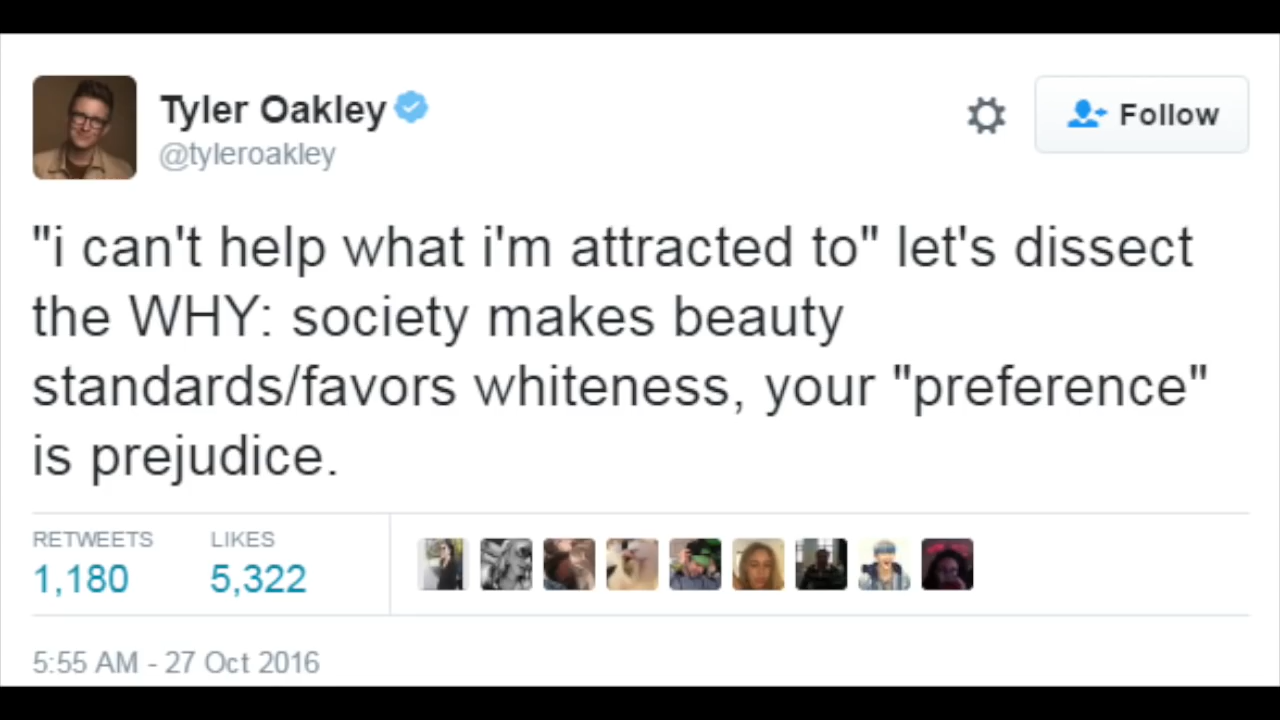 Tyler Oakley
@tyleroakley
Follow
"i can't help what i'm attracted to" let's dissect
the WHY: society makes beauty
standards/favors whiteness, your "preference"
is prejudice.
RETWEETS LIKES
1,180 5,322
5:55 AM - 27 Oct 2016